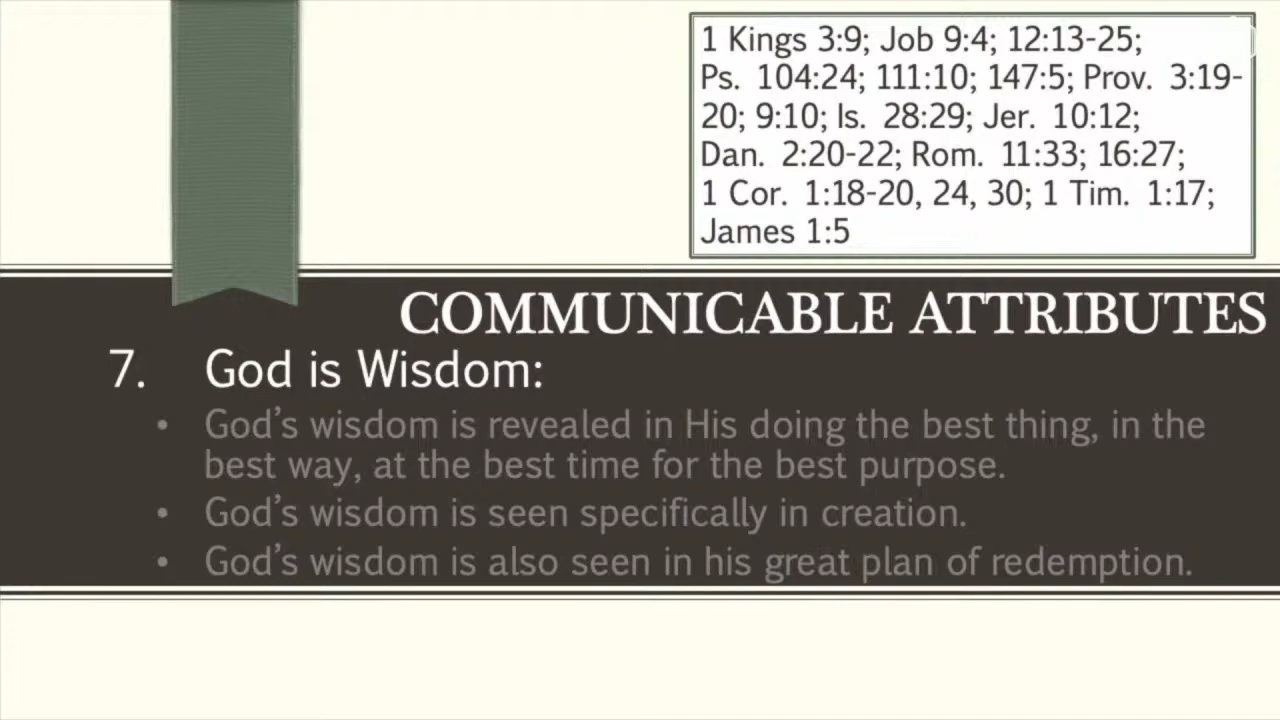 1 Kings 3:9; Job 9:4; 12:13-25;
Ps. 104:24; 111:10; 147:5; Prov. 3:19-
20; 9:10; Is. 28:29; Jer. 10:12;
Dan. 2:20-22; Rom. 11:33; 16:27;
1 Cor. 1:18-20, 24, 30; 1 Tim. 1:17;
James 1:5
COMMUNICABLE ATTRIBUTES
7. God is Wisdom:
• God’s wisdom is revealed in His doing the best thing, in the
best way, at the best time for the best purpose.
• God’s wisdom is seen specifically in creation.
• God’s wisdom is also seen in his great plan of redemption.